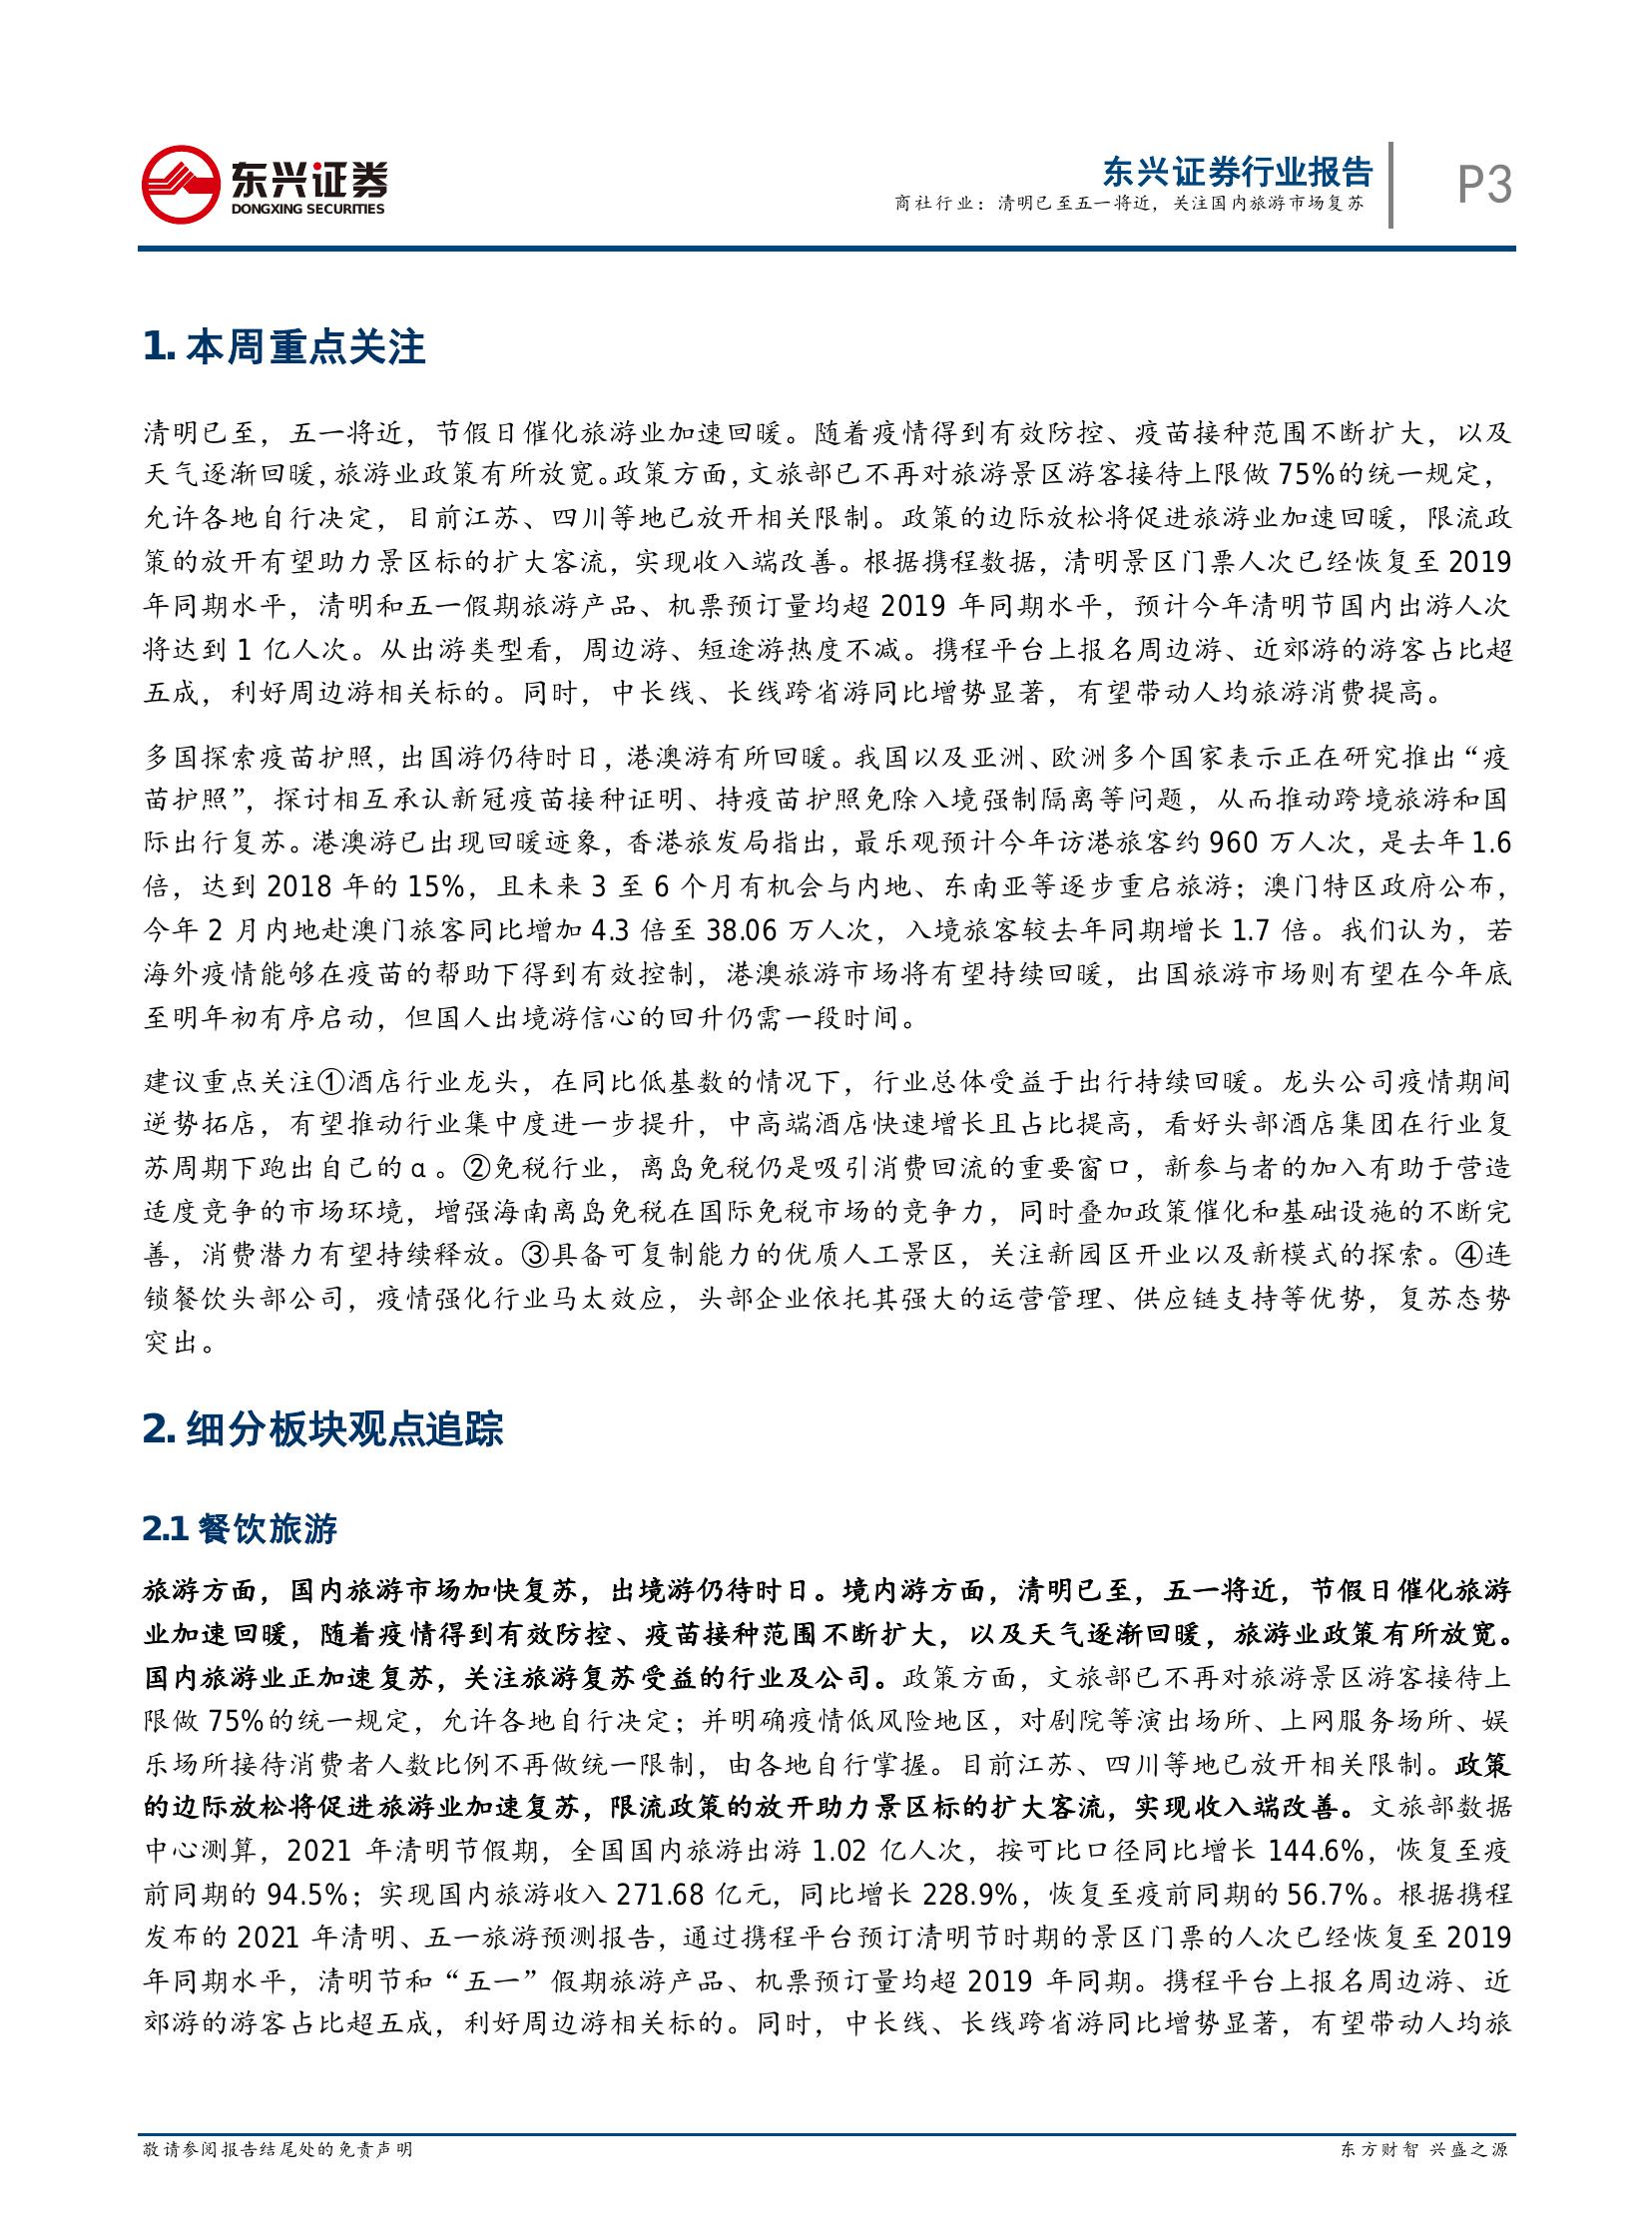 东兴证券
DONGXING SECURITIES
东兴证券行业报告
商社行业：清明已至五一将近，关注国内旅游市场复苏
P3
1. 本周重点关注
清明已至，五一将近，节假日催化旅游业加速回暖。随着疫情得到有效防控、疫苗接种范围不断扩大，以及
天气逐渐回暖，旅游业政策有所放宽。政策方面，文旅部已不再对旅游景区游客接待上限做 75%的统一规定，
允许各地自行决定，目前江苏、四川等地已放开相关限制。政策的边际放松将促进旅游业加速回暖，限流政
策的放开有望助力景区标的扩大客流，实现收入端改善。根据携程数据，清明景区门票人次已经恢复至 2019
年同期水平，清明和五一假期旅游产品、机票预订量均超 2019 年同期水平，预计今年清明节国内出游人次
将达到 1 亿人次。从出游类型看，周边游、短途游热度不减。携程平台上报名周边游、近郊游的游客占比超
五成，利好周边游相关标的。同时，中长线、长线跨省游同比增势显著，有望带动人均旅游消费提高。
多国探索疫苗护照，出国游仍待时日，港澳游有所回暖。我国以及亚洲、欧洲多个国家表示正在研究推出“疫
苗护照”，探讨相互承认新冠疫苗接种证明、持疫苗护照免除入境强制隔离等问题，从而推动跨境旅游和国
际出行复苏。港澳游已出现回暖迹象，香港旅发局指出，最乐观预计今年访港旅客约 960 万人次，是去年 1.6
倍，达到 2018 年的 15%，且未来 3 至 6 个月有机会与内地、东南亚等逐步重启旅游；澳门特区政府公布，
今年 2 月内地赴澳门旅客同比增加 4.3 倍至 38.06 万人次，入境旅客较去年同期增长 1.7 倍。我们认为，若
海外疫情能够在疫苗的帮助下得到有效控制，港澳旅游市场将有望持续回暖，出国旅游市场则有望在今年底
至明年初有序启动，但国人出境游信心的回升仍需一段时间。
建议重点关注①酒店行业龙头，在同比低基数的情况下，行业总体受益于出行持续回暖。龙头公司疫情期间
逆势拓店，有望推动行业集中度进一步提升，中高端酒店快速增长且占比提高，看好头部酒店集团在行业复
苏周期下跑出自己的 α 。②免税行业，离岛免税仍是吸引消费回流的重要窗口，新参与者的加入有助于营造
适度竞争的市场环境，增强海南离岛免税在国际免税市场的竞争力，同时叠加政策催化和基础设施的不断完
善，消费潜力有望持续释放。③具备可复制能力的优质人工景区，关注新园区开业以及新模式的探索。④连
锁餐饮头部公司，疫情强化行业马太效应，头部企业依托其强大的运营管理、供应链支持等优势，复苏态势
突出。
2. 细分板块观点追踪
2.1 餐饮旅游
旅游方面，国内旅游市场加快复苏，出境游仍待时日。境内游方面，清明已至，五一将近，节假日催化旅游
业加速回暖，随着疫情得到有效防控、疫苗接种范围不断扩大，以及天气逐渐回暖，旅游业政策有所放宽。
国内旅游业正加速复苏，关注旅游复苏受益的行业及公司。政策方面，文旅部已不再对旅游景区游客接待上
限做 75%的统一规定，允许各地自行决定；并明确疫情低风险地区，对剧院等演出场所、上网服务场所、娱
乐场所接待消费者人数比例不再做统一限制，由各地自行掌握。目前江苏、四川等地已放开相关限制。政策
的边际放松将促进旅游业加速复苏，限流政策的放开助力景区标的扩大客流，实现收入端改善。文旅部数据
中心测算，2021 年清明节假期，全国国内旅游出游 1.02 亿人次，按可比口径同比增长 144.6%，恢复至疫
前同期的 94.5%；实现国内旅游收入 271.68 亿元，同比增长 228.9%，恢复至疫前同期的 56.7%。根据携程
发布的 2021 年清明、五一旅游预测报告，通过携程平台预订清明节时期的景区门票的人次已经恢复至 2019
年同期水平，清明节和“五一”假期旅游产品、机票预订量均超 2019 年同期。携程平台上报名周边游、近
郊游的游客占比超五成，利好周边游相关标的。同时，中长线、长线跨省游同比增势显著，有望带动人均旅
敬请参阅报告结尾处的免责声明
东方财智 兴盛之源